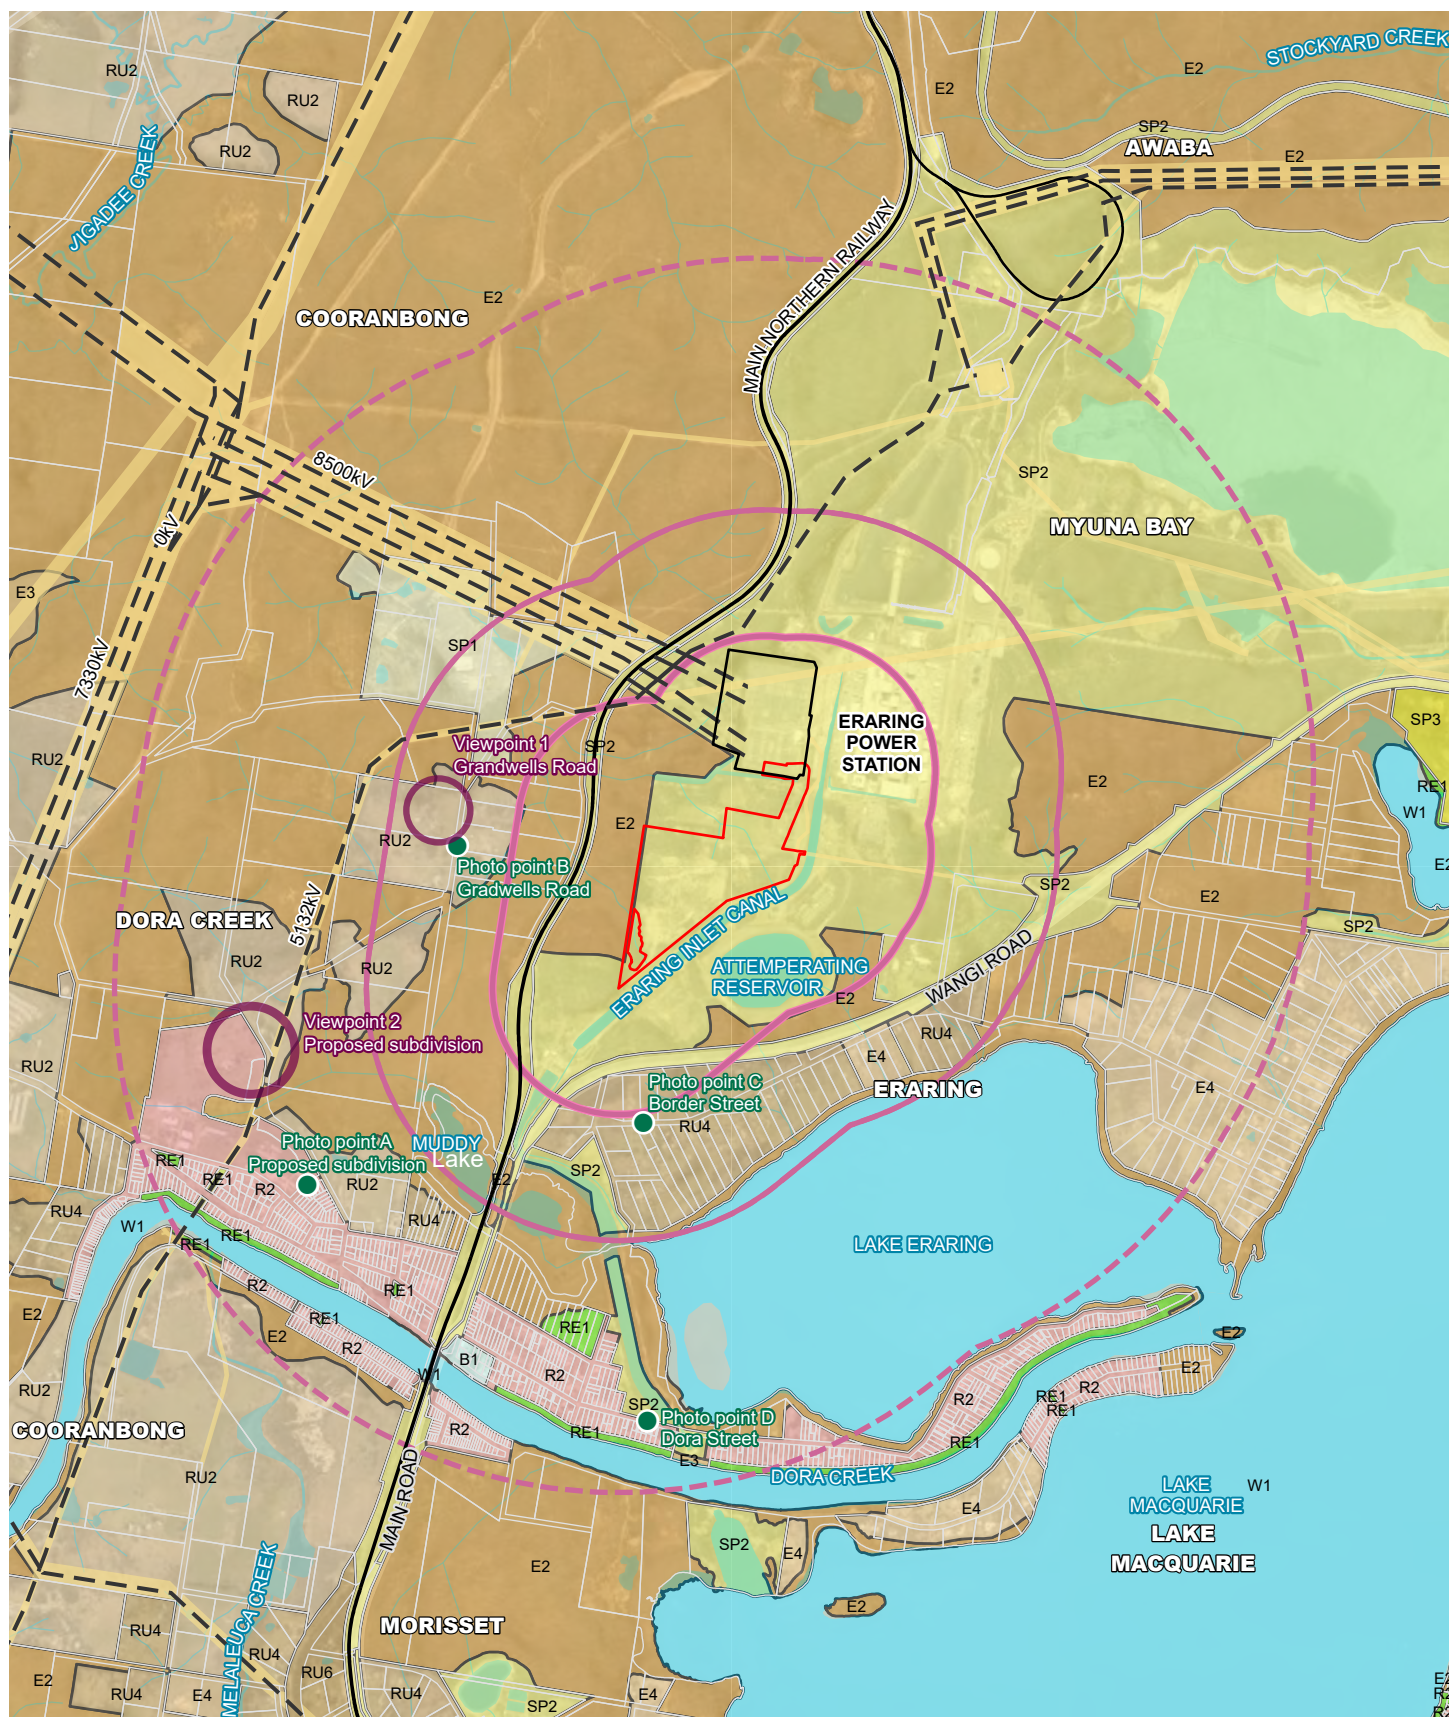 STOCKYARD CREEK
RU2
E2
E2
RU2
SP2
AWABA
RU2
E2
JIGADEE CREEK
MAIN NORTHERN RAILWAY
E2
COORANBONG
8500kV
SP2
0kV
MYUNA BAY
E3
SP1
7330kV
ERARING
POWER
STATION
SP3
Viewpoint 1
Grandwells Road
SP2
RU2
E2
RE1
W1
E2
RU2
Photo point B
Gradwells Road
E2
SP2
E2
5132kV
DORA CREEK
ERARING INLET CANAL
SP2
RU2
RU2
ATTEMPERATING
RESERVOIR
WANGI ROAD
E2
Viewpoint 2
Proposed subdivision
RU4
E4
RU2
Photo point C
Border Street
ERARING
E4
RU4
Photo point A
Proposed subdivision
MUDDY
Lake
RE1
RE1
R2
RU2
SP2
E2
RU4
RU4
W1
RE1
RE1
LAKE ERARING
R2
RE1
E2
RE1
RE1
E2
E2
R2
B1
R2
W1
E2
R2
RU2
R2
RE1
RE1
SP2
Photo point D
Dora Street
COORANBONG
R2
RE1
RE1
E3
DORA CREEK
RU2
MAIN ROAD
LAKE
MACQUARIE
W1
E4
LAKE
MACQUARIE
SP2
E4
E2
MELALEUCA CREEK
E2
MORISSET
RU4
RU4
RU6
E2
RU4
E4
RU4
E4
SP2